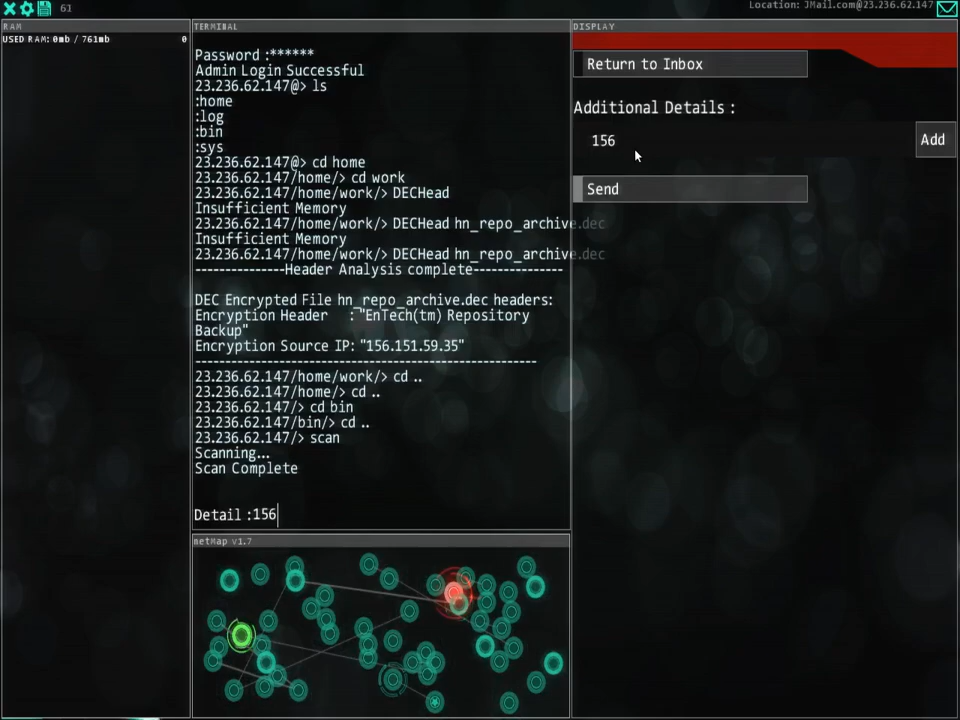 61
Location: JMail.com@23.236.62.147
RAM
USED RAM: 0mb / 761mb 0
TERMINAL
Password :******
Admin Login Successful
23.236.62.147@> ls
:home
:log
:bin
:sys
23.236.62.147@> cd home
23.236.62.147/home/> cd work
23.236.62.147/home/work/> DECHead
Insufficient Memory
23.236.62.147/home/work/> DECHead hn_repo_archive.dec
Insufficient Memory
23.236.62.147/home/work/> DECHead hn_repo_archive.dec
---------------Header Analysis complete---------------
DEC Encrypted File hn_repo_archive.dec headers:
Encryption Header : "EnTech(tm) Repository
Backup"
Encryption Source IP: "156.151.59.35"
---------------------------------------------------------
23.236.62.147/home/work/> cd ..
23.236.62.147/home/> cd ..
23.236.62.147/> cd bin
23.236.62.147/bin/> cd ..
23.236.62.147/> scan
Scanning...
Scan Complete
Detail :156
netMap v1.7
DISPLAY
Return to Inbox
Additional Details :
156
Add
Send